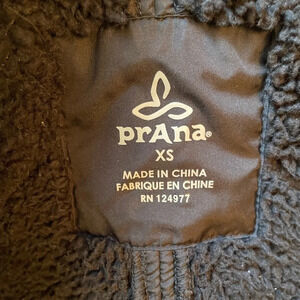 prAna®
XS
MADE IN CHINA
FABRIQUE EN CHINE
RN 124977